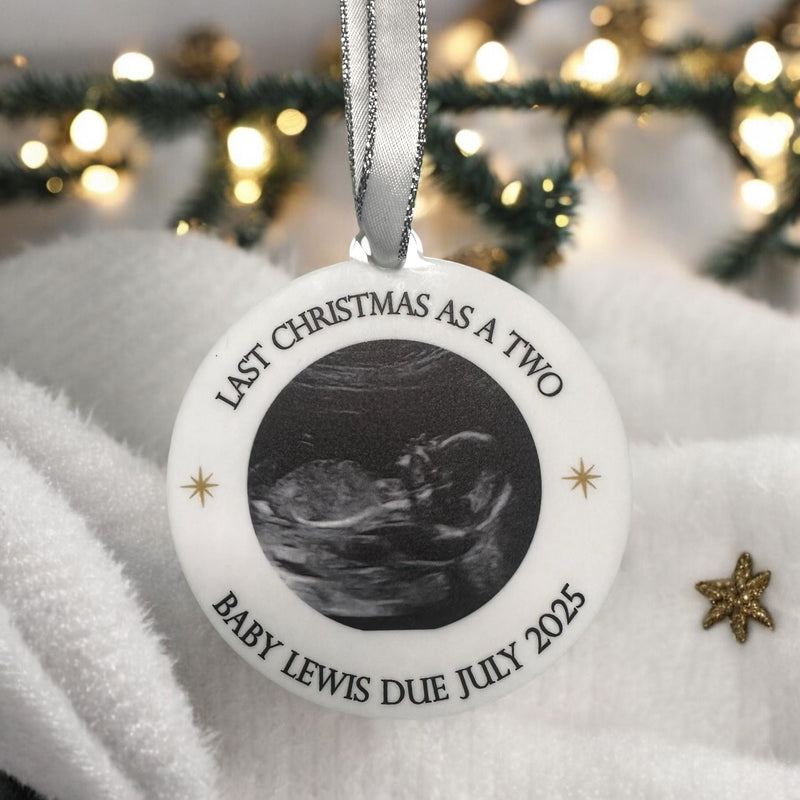 LAST CHRISTMAS AS A TWO
BABY LEWIS DUE JULY 2025